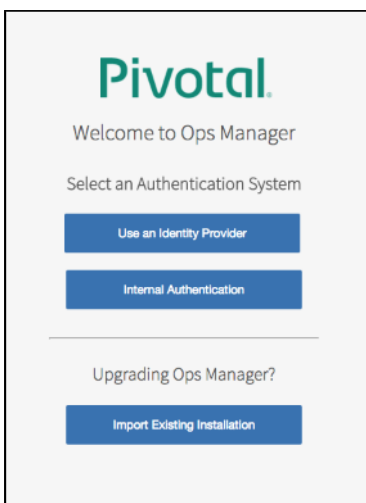 Pivotal.
Welcome to Ops Manager
Select an Authentication System
Use an Identity Provider
Internal Authentication
Upgrading Ops Manager?
Import Existing Installation